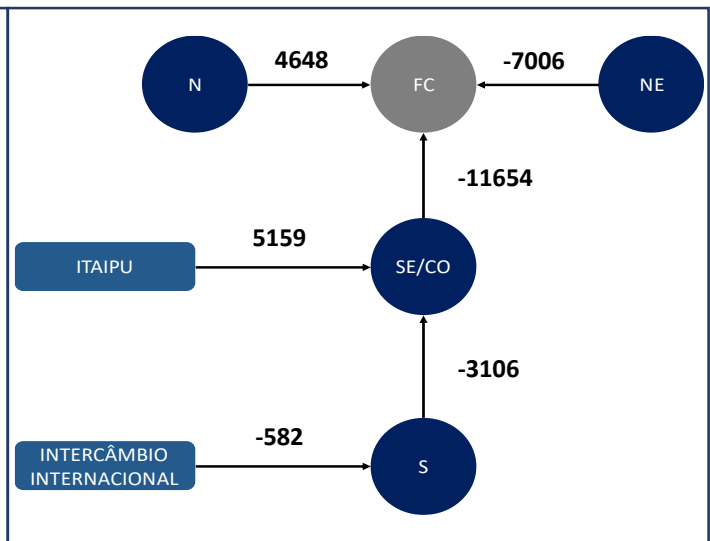 4648
-7006
N
FC
NE
-11654
5159
ITAIPU
SE/CO
-3106
-582
INTERCÂMBIO
INTERNACIONAL
S